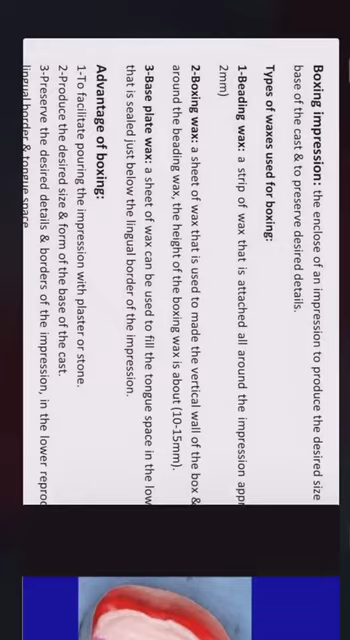 Boxing impression: the enclose of an impression to produce the desired size
base of the cast & to preserve desired details.
Types of waxes used for boxing:
1-Beading wax: a strip of wax that is attached all around the impression
2mm)
2-Boxing wax: a sheet of wax that is used to made the vertical wall of the box &
around the beading wax, the height of the boxing wax is about (10-15mm).
3-Base plate wax: a sheet of wax can be used to fill the tongue space in the
that is sealed just below the lingual border of the impression.
Advantage of boxing:
1-To facilitate pouring the impression with plaster or stone.
2-Produce the desired size & form of the base of the cast.
3-Preserve the desired details & borders of the impression, in the lower
lingual border & tongue space